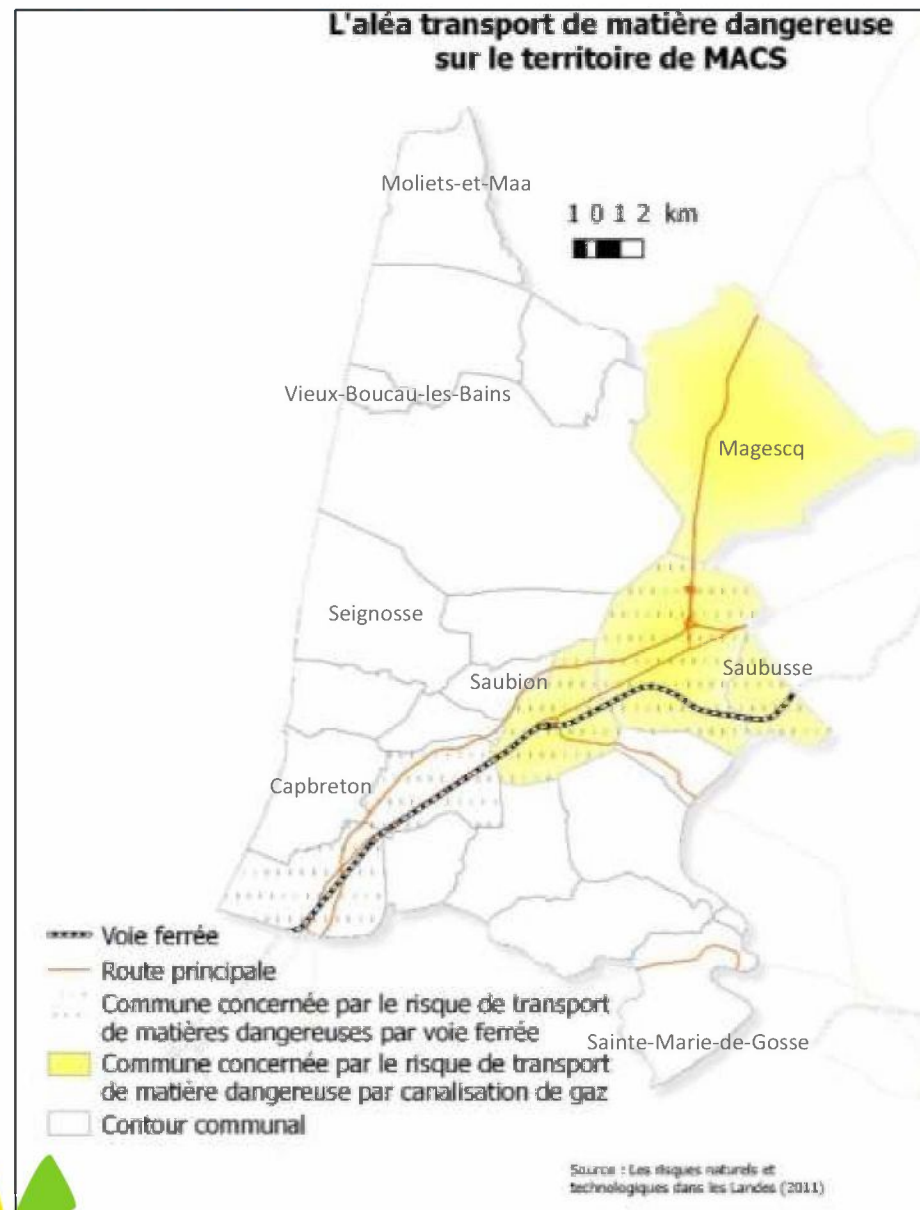 L'aléa transport de matière dangereuse
sur le territoire de MACS
Moliets-et-Maa
1 0 1 2 km
Vieux-Boucau-les-Bains
Magescq
Seignosse
Saubion
Saubusse
Capbreton
Voie ferrée
Route principale
Commune concernée par le risque de transport
de matières dangereuses par voie ferrée
Sainte-Marie-de-Gosse
Commune concernée par le risque de transport
de matière dangereuse par canalisation de gaz
Contour communal
Source : Les risques naturels et
technologiques dans les Landes (2011)